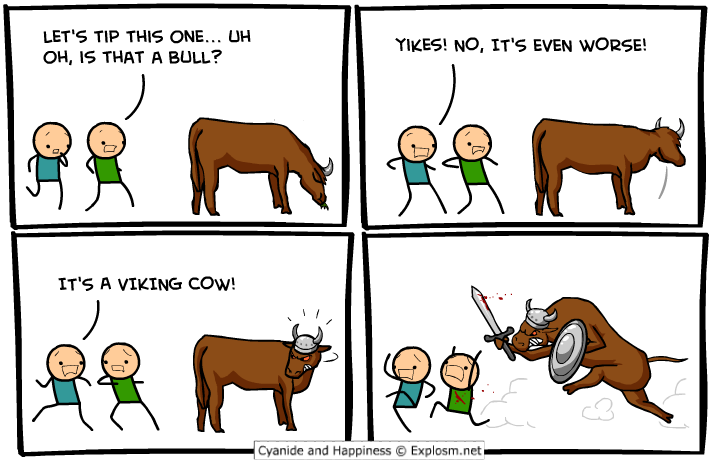 LET'S TIP THIS ONE... UH
OH, IS THAT A BULL?
YIKES! NO, IT'S EVEN WORSE!
IT'S A VIKING COW!
Cyanide and Happiness © Explosm.net